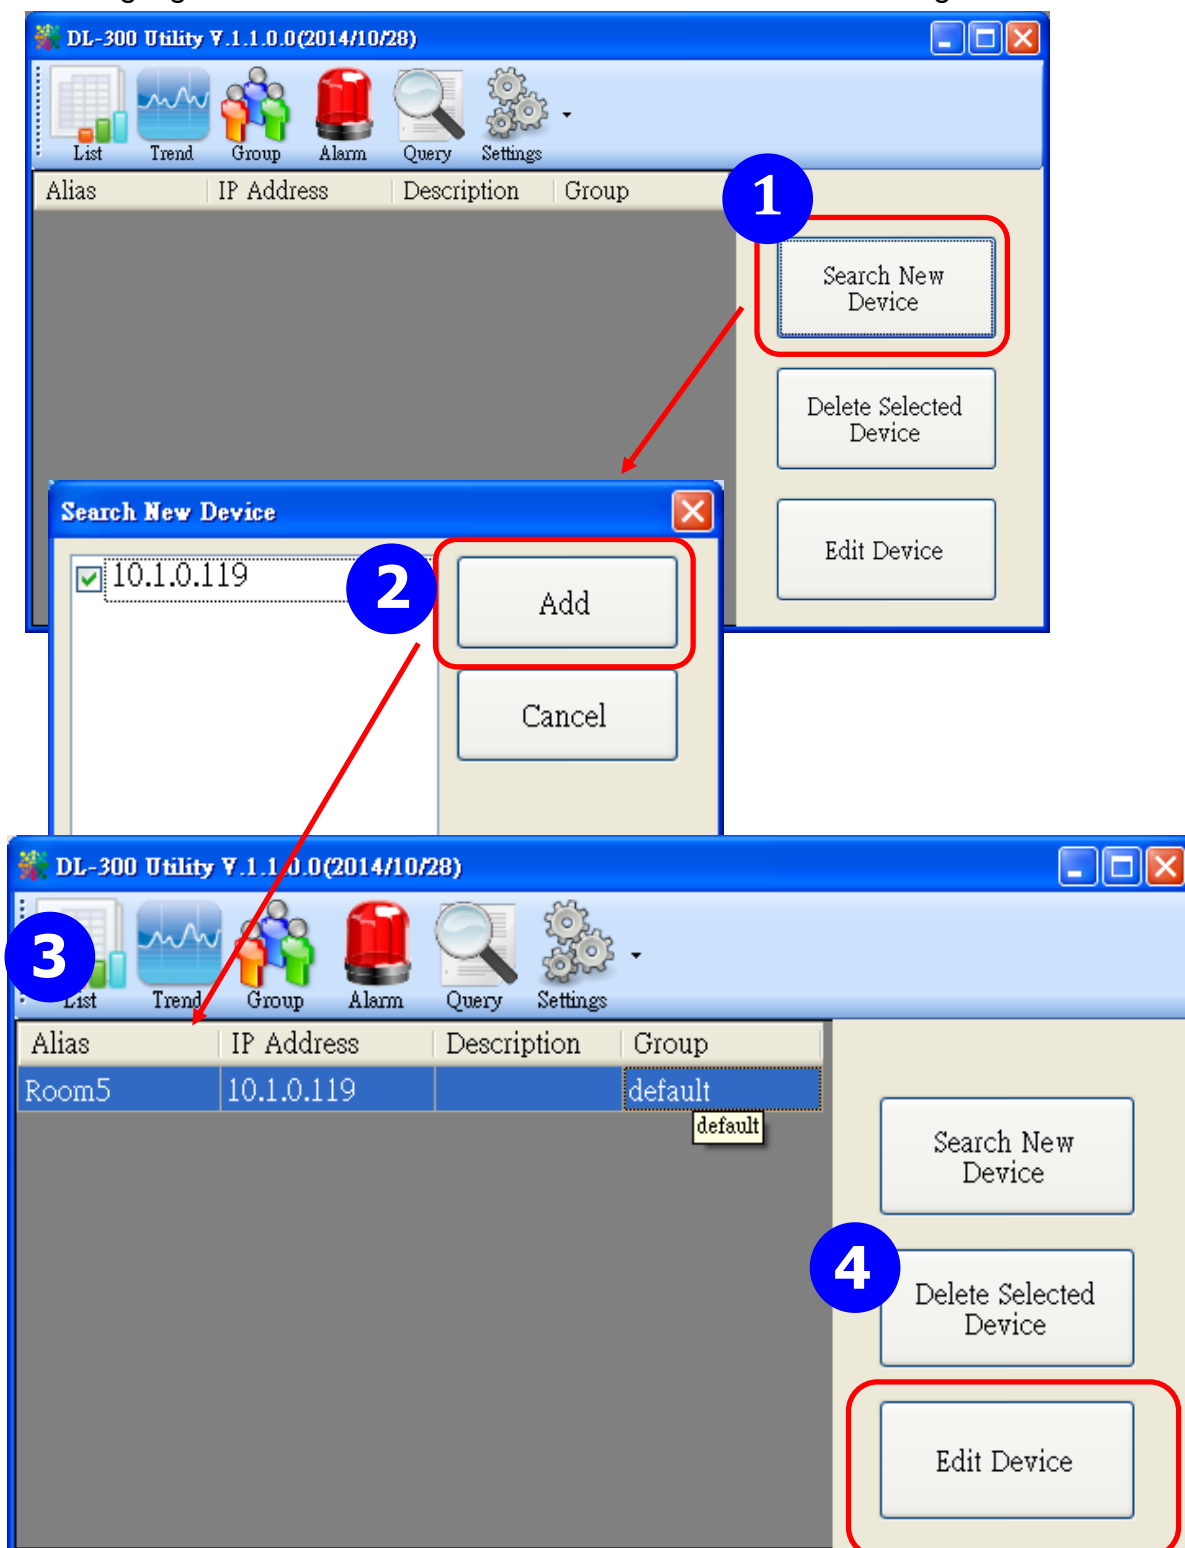 DL-300 Utility V.1.1.0.0(2014/10/28)
List Trend Group Alarm Query Settings
Alias IP Address Description Group
1
Search New
Device
Delete Selected
Device
Edit Device
Search New Device
10.1.0.119
2
Add
Cancel
DL-300 Utility V.1.1.0.0(2014/10/28)
3
List Trend Group Alarm Query Settings
Alias IP Address Description Group
Room5 10.1.0.119 default
default
Search New
Device
4
Delete Selected
Device
Edit Device